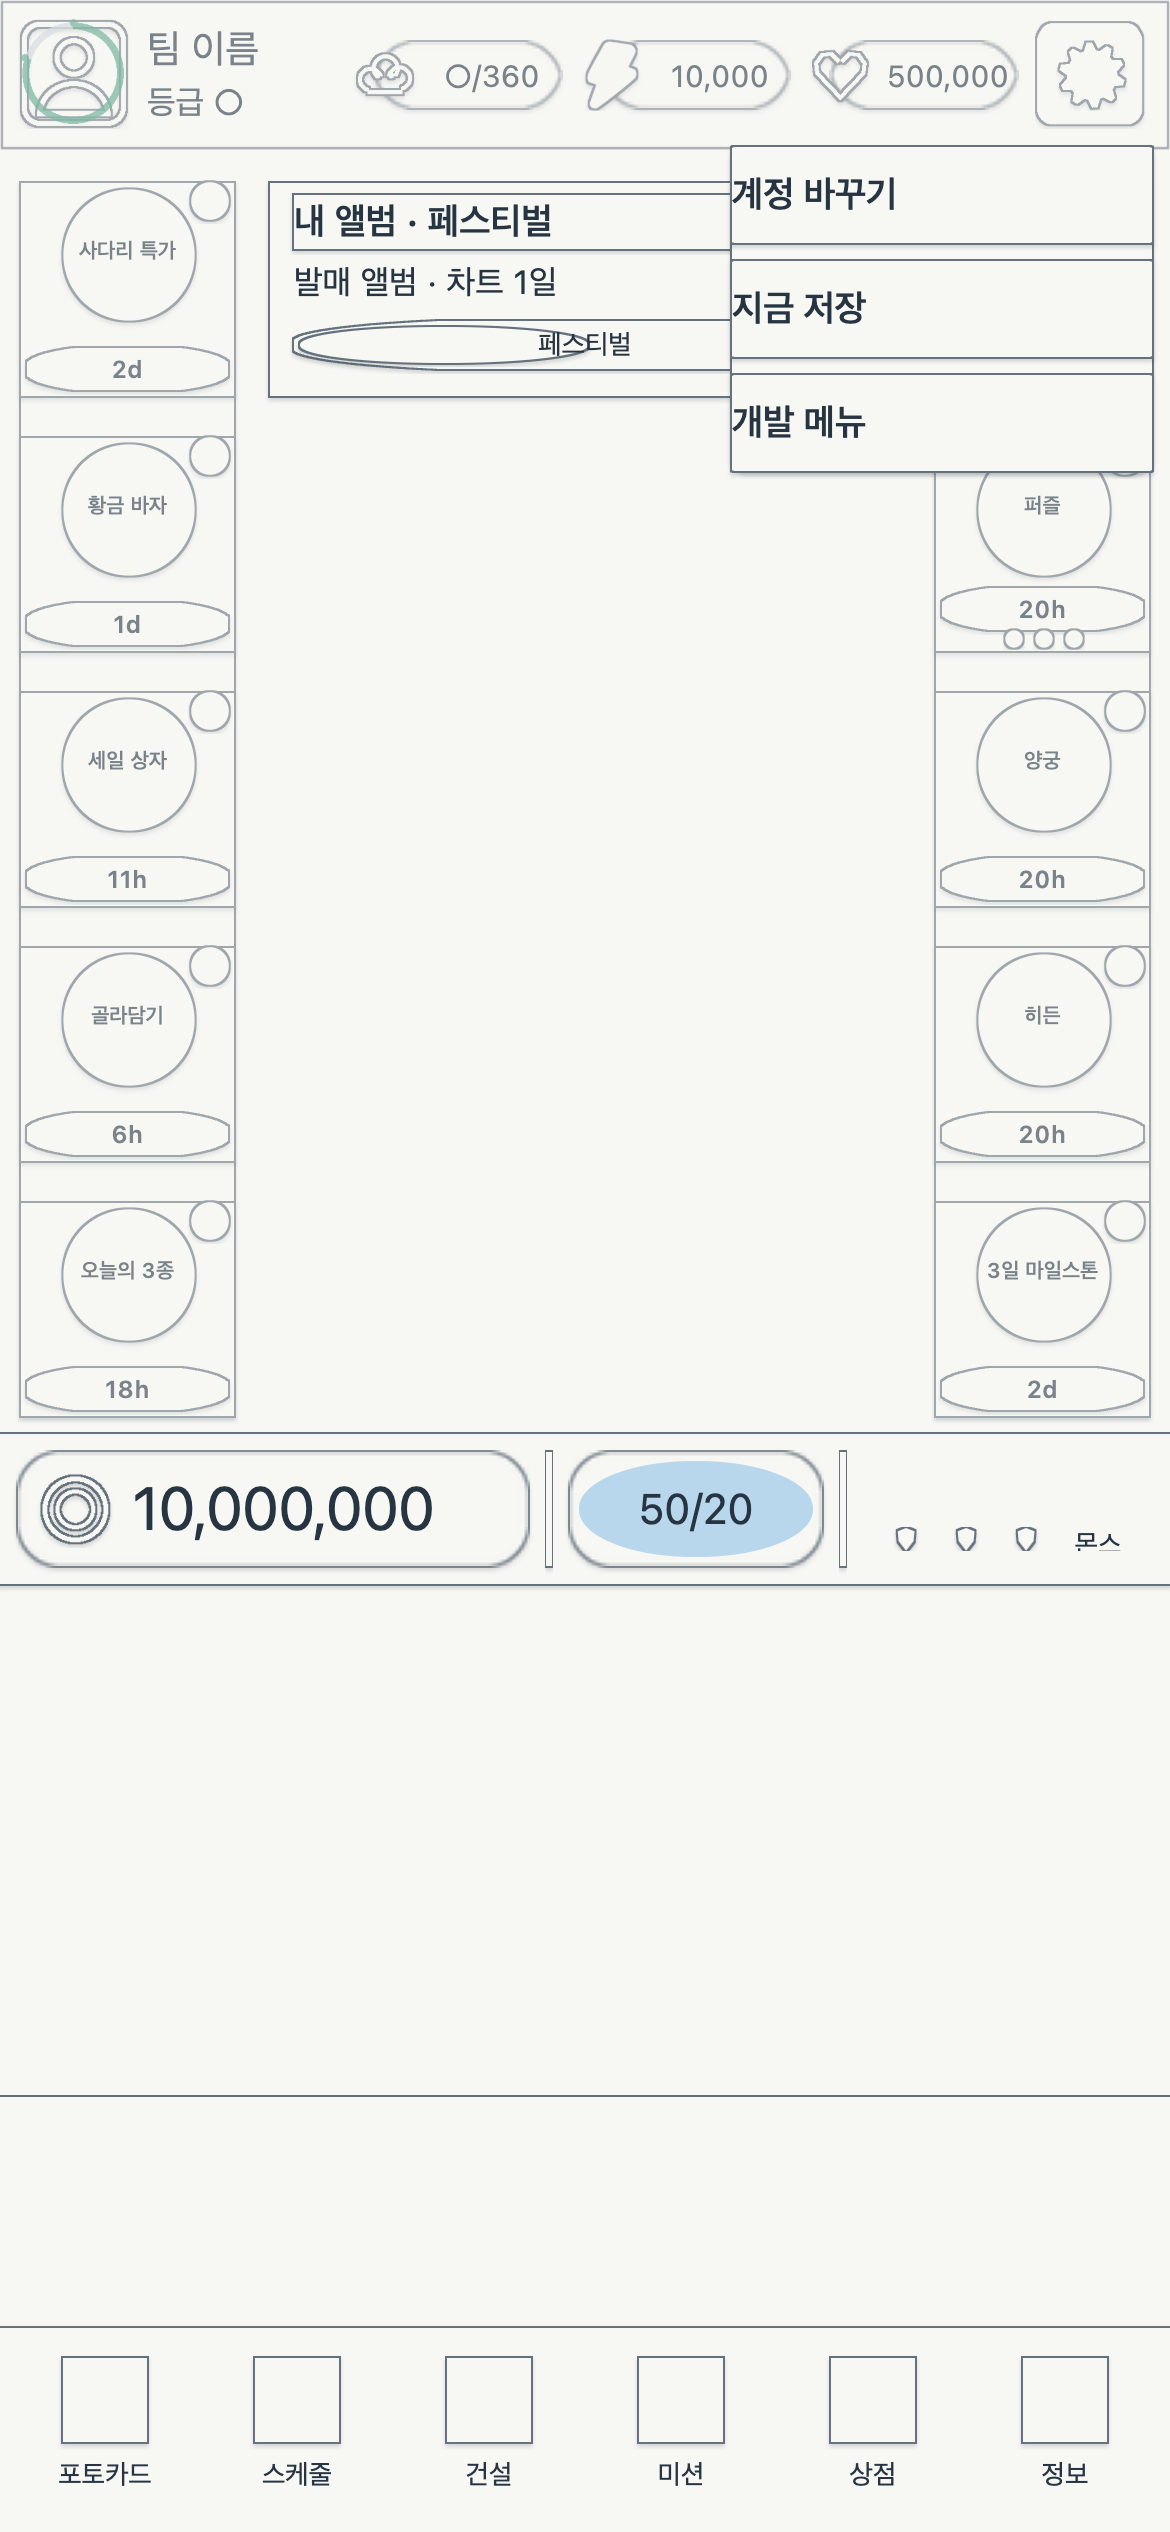 팀 이름
등급 ○
○/360
10,000
500,000
계정 바꾸기
지금 저장
개발 메뉴
내 앨범 · 페스티벌
발매 앨범 · 차트 1일
페스티벌
사다리 특가
2d
황금 바자
1d
세일 상자
11h
골라담기
6h
오늘의 3종
18h
퍼즐
20h
양궁
20h
히든
20h
3일 마일스톤
2d
10,000,000
50/20
몬스
포토카드
스케줄
건설
미션
상점
정보